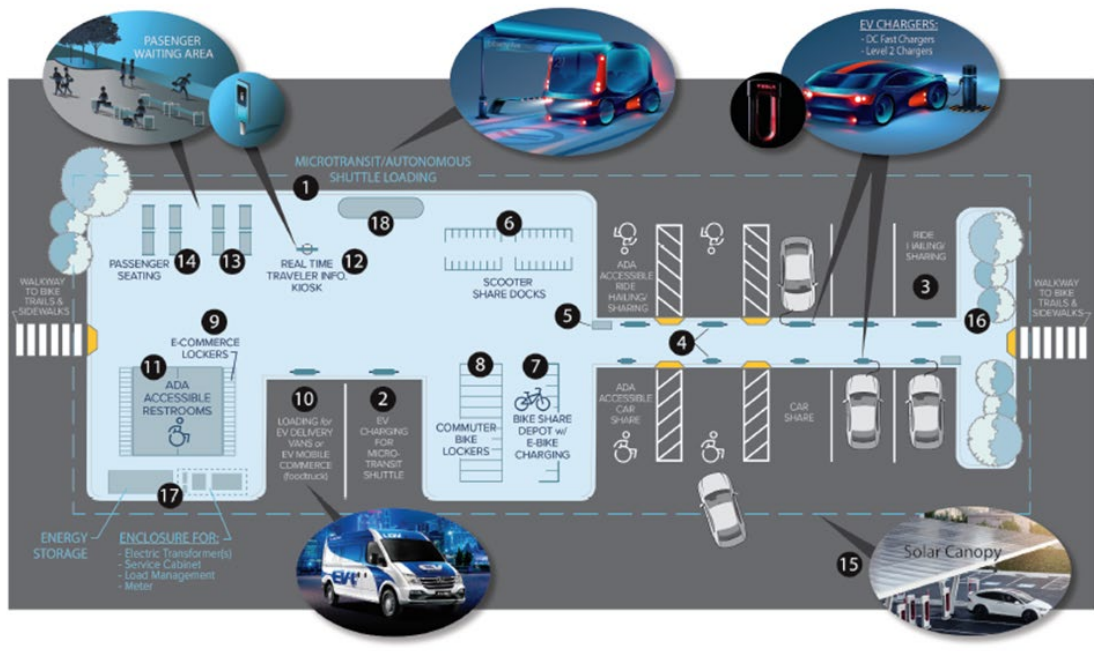 PASENGER
WAITING AREA
EV CHARGERS:
- DC Fast Chargers
- Level 2 Chargers
TESLA
MICROTRANSIT/AUTONOMOUS
SHUTTLE LOADING
1
18
6
14
13
12
PASSENGER
SEATING
REAL TIME
TRAVELER INFO.
KIOSK
SCOOTER
SHARE DOCKS
ADA
ACCESSIBLE
RIDE
HAILING/
SHARING
RIDE
HAILING/
SHARING
3
WALKWAY
TO BIKE
TRAILS &
SIDEWALKS
WALKWAY
TO BIKE
TRAILS &
SIDEWALKS
5
4
16
9
E-COMMERCE
LOCKERS
11
ADA
ACCESSIBLE
RESTROOMS
10
LOADING for
EV DELIVERY
VANS or
EV MOBILE
COMMERCE
(foodtruck)
2
EV
CHARGING
FOR
MICRO-
TRANSIT
SHUTTLE
8
COMMUTER
BIKE
LOCKERS
7
BIKE SHARE
DEPOT w/
E-BIKE
CHARGING
ADA
ACCESSIBLE
CAR
SHARE
CAR
SHARE
17
ENERGY
STORAGE
ENCLOSURE FOR:
- Electric Transformer(s)
- Service Cabinet
- Load Management
- Meter
EV
15
Solar Canopy